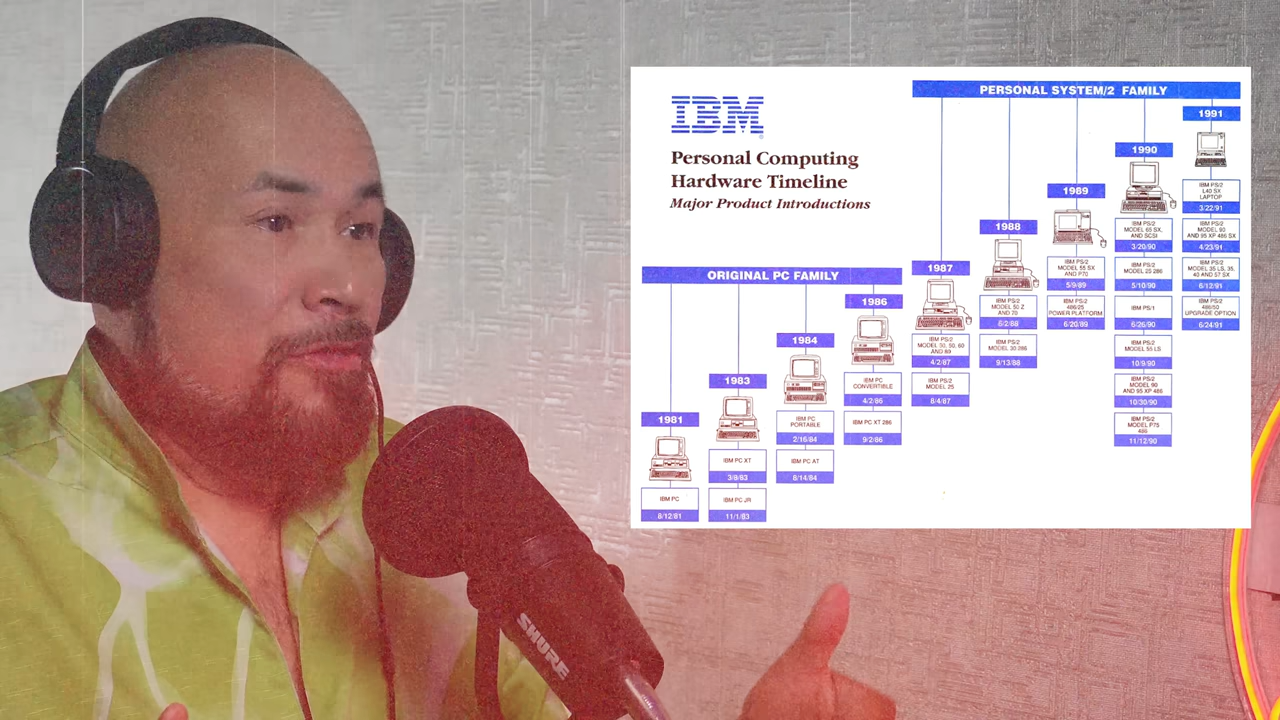 IBM
Personal Computing
Hardware Timeline
Major Product Introductions
ORIGINAL PC FAMILY
1981
IBM PC
8/12/81
1983
IBM PC XT
3/8/83
IBM PC JR
11/1/83
1984
IBM PC
PORTABLE
2/16/84
IBM PC AT
8/14/84
1986
IBM PC
CONVERTIBLE
4/2/86
IBM PC XT 286
9/2/86
PERSONAL SYSTEM/2 FAMILY
1987
IBM PS/2
MODEL 30, 50, 60
AND 80
4/2/87
IBM PS/2
MODEL 25
8/4/87
1988
IBM PS/2
MODEL 50 Z
AND 70
6/2/88
IBM PS/2
MODEL 30 286
9/13/88
1989
IBM PS/2
MODEL 55 SX
AND P70
5/9/89
IBM PS/2
486/25
POWER PLATFORM
6/20/89
1990
IBM PS/2
MODEL 65 SX,
AND SCSI
3/20/90
IBM PS/2
MODEL 25 286
5/10/90
IBM PS/1
6/26/90
IBM PS/2
MODEL 55 LS
10/9/90
IBM PS/2
MODEL 90
AND 95 XP 486
10/30/90
IBM PS/2
MODEL P75
486
11/12/90
1991
IBM PS/2
L40 SX
LAPTOP
3/22/91
IBM PS/2
MODEL 90
AND 95 XP 486 SX
4/23/91
IBM PS/2
MODEL 35 LS, 35,
40 AND 57 SX
6/12/91
IBM PS/2
486/50
UPGRADE OPTION
6/24/91
SHURE